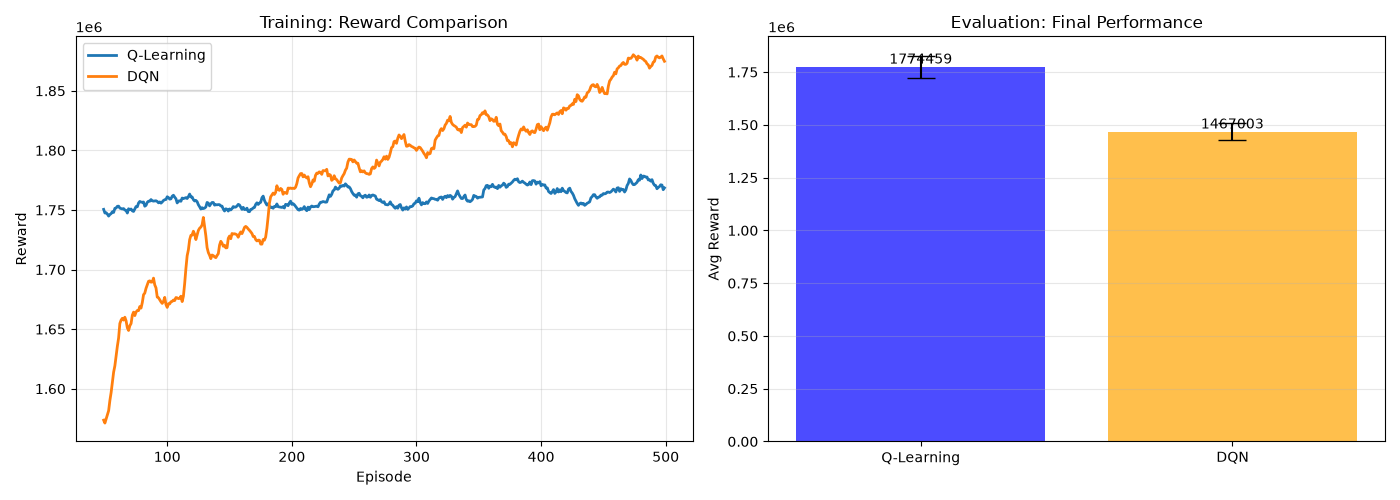 Training: Reward Comparison
1e6
Q-Learning
DQN
1.85
1.80
1.75
1.70
1.65
1.60
Reward
100
200
300
400
500
Episode
Evaluation: Final Performance
1e6
1774459
1467003
1.75
1.50
1.25
1.00
0.75
0.50
0.25
0.00
Avg Reward
Q-Learning
DQN